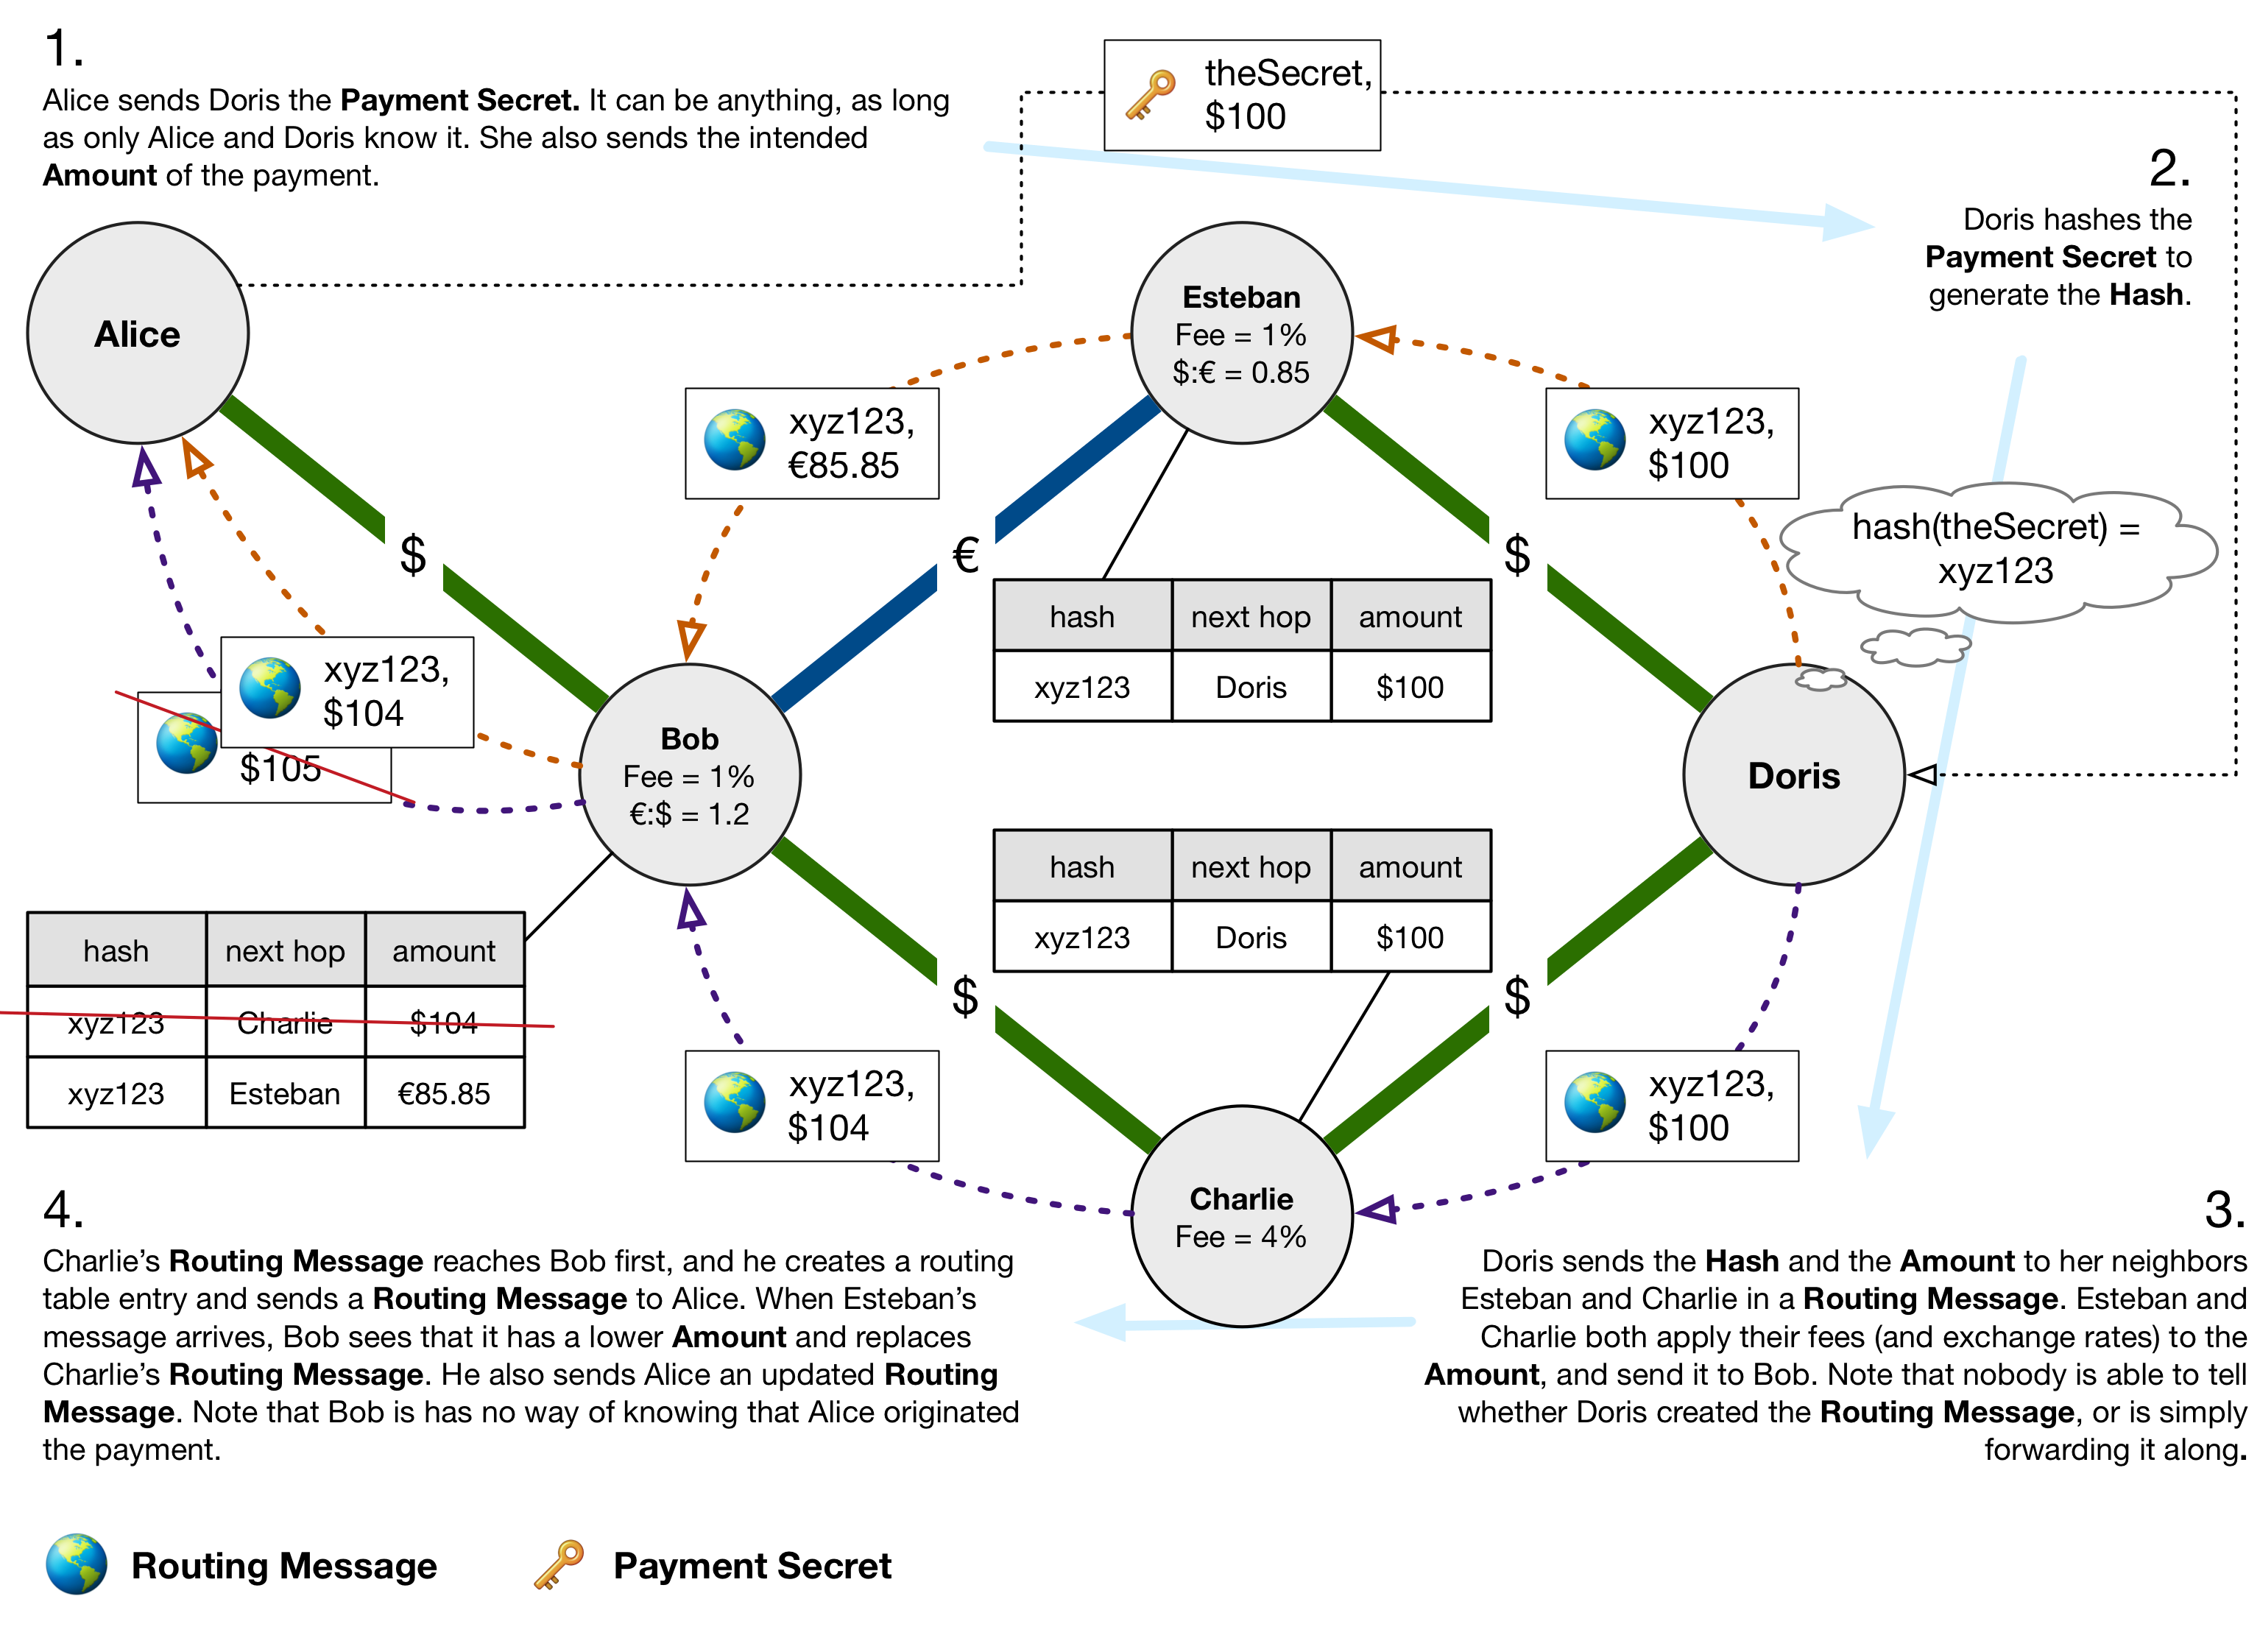 1.
Alice sends Doris the Payment Secret. It can be anything, as long
as only Alice and Doris know it. She also sends the intended
Amount of the payment.
theSecret,
$100
2.
Doris hashes the
Payment Secret to
generate the Hash.
Alice
Esteban
Fee = 1%
$:€ = 0.85
xyz123,
€85.85
xyz123,
$100
hash(theSecret) =
xyz123
$
€
$
hash next hop amount
xyz123 Doris $100
xyz123,
$104
$105
Bob
Fee = 1%
€:$ = 1.2
Doris
hash next hop amount
xyz123 Doris $100
hash next hop amount
xyz123 Charlie $104
xyz123 Esteban €85.85
$
$
xyz123,
$104
xyz123,
$100
Charlie
Fee = 4%
4.
Charlie’s Routing Message reaches Bob first, and he creates a routing
table entry and sends a Routing Message to Alice. When Esteban’s
message arrives, Bob sees that it has a lower Amount and replaces
Charlie’s Routing Message. He also sends Alice an updated Routing
Message. Note that Bob is has no way of knowing that Alice originated
the payment.
3.
Doris sends the Hash and the Amount to her neighbors
Esteban and Charlie in a Routing Message. Esteban and
Charlie both apply their fees (and exchange rates) to the
Amount, and send it to Bob. Note that nobody is able to tell
whether Doris created the Routing Message, or is simply
forwarding it along.
Routing Message
Payment Secret